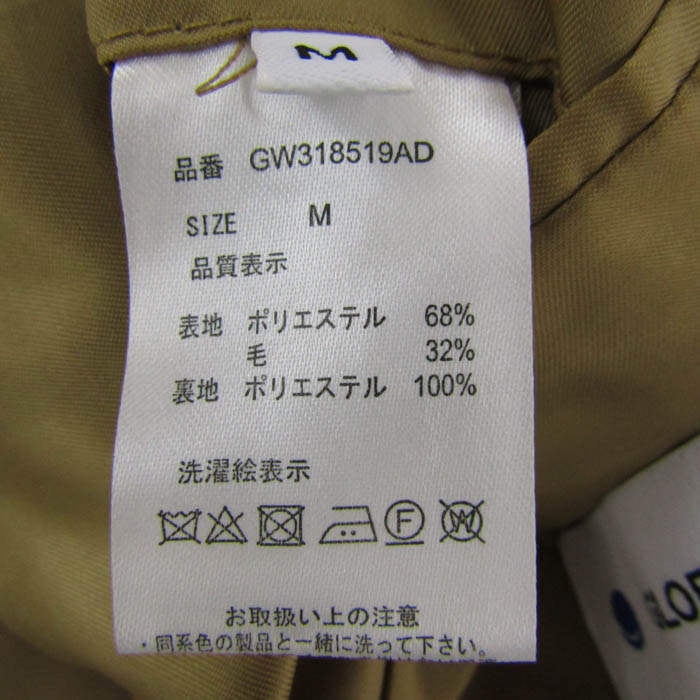 M
品番 GW318519AD
SIZE M
品質表示
表地 ポリエステル 68%
毛 32%
裏地 ポリエステル 100%
洗濯絵表示
F W
お取扱い上の注意
・同系色の製品と一緒に洗って下さい。